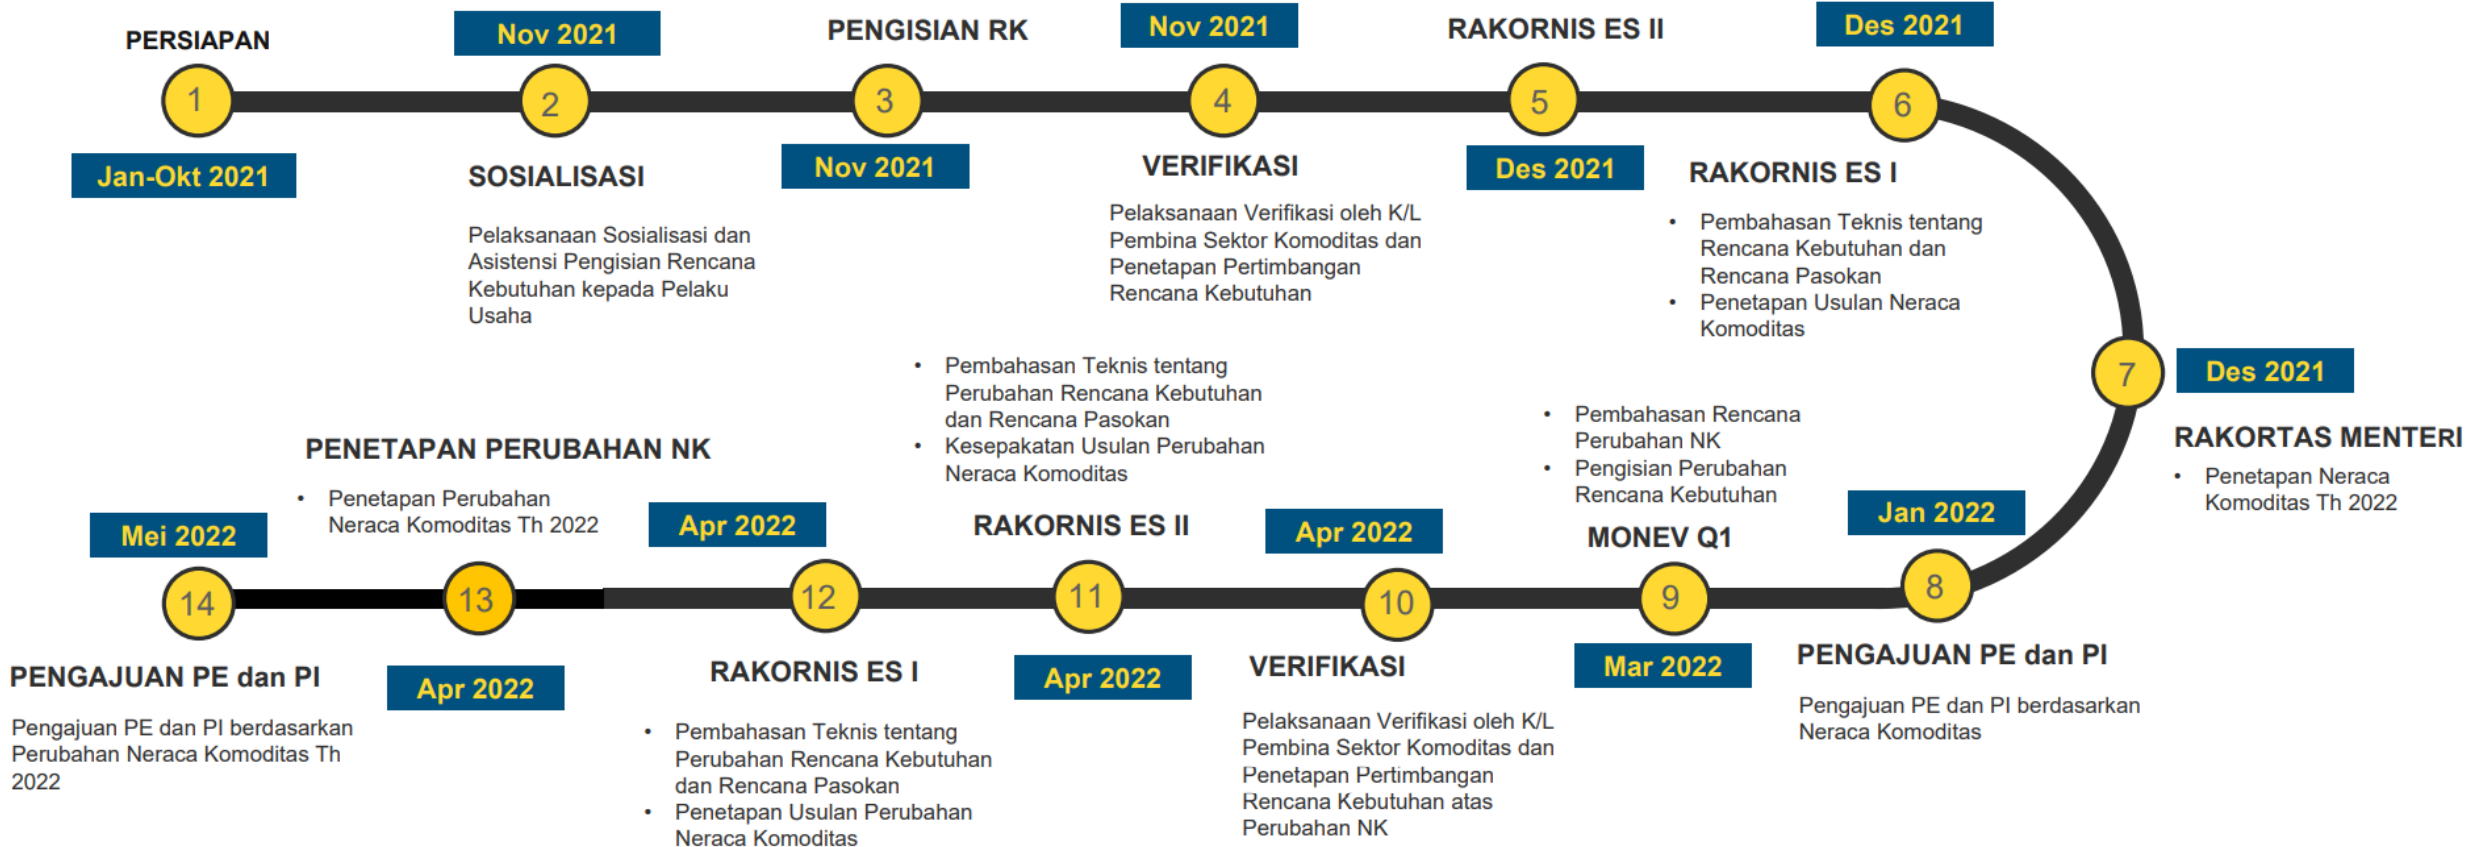 PERSIAPAN
1
Jan-Okt 2021
Nov 2021
2
SOSIALISASI
Pelaksanaan Sosialisasi dan
Asistensi Pengisian Rencana
Kebutuhan kepada Pelaku
Usaha
PENGISIAN RK
3
Nov 2021
Nov 2021
4
VERIFIKASI
Pelaksanaan Verifikasi oleh K/L
Pembina Sektor Komoditas dan
Penetapan Pertimbangan
Rencana Kebutuhan
RAKORNIS ES II
5
Des 2021
Des 2021
6
RAKORNIS ES I
• Pembahasan Teknis tentang
Rencana Kebutuhan dan
Rencana Pasokan
• Penetapan Usulan Neraca
Komoditas
7
Des 2021
RAKORTAS MENTERI
• Penetapan Neraca
Komoditas Th 2022
Jan 2022
8
PENGAJUAN PE dan PI
Pengajuan PE dan PI berdasarkan
Neraca Komoditas
• Pembahasan Rencana
Perubahan NK
• Pengisian Perubahan
Rencana Kebutuhan
MONEV Q1
9
Mar 2022
Apr 2022
10
VERIFIKASI
Pelaksanaan Verifikasi oleh K/L
Pembina Sektor Komoditas dan
Penetapan Pertimbangan
Rencana Kebutuhan atas
Perubahan NK
• Pembahasan Teknis tentang
Perubahan Rencana Kebutuhan
dan Rencana Pasokan
• Kesepakatan Usulan Perubahan
Neraca Komoditas
RAKORNIS ES II
11
Apr 2022
Apr 2022
12
RAKORNIS ES I
• Pembahasan Teknis tentang
Perubahan Rencana Kebutuhan
dan Rencana Pasokan
• Penetapan Usulan Perubahan
Neraca Komoditas
PENETAPAN PERUBAHAN NK
• Penetapan Perubahan
Neraca Komoditas Th 2022
13
Apr 2022
Mei 2022
14
PENGAJUAN PE dan PI
Pengajuan PE dan PI berdasarkan
Perubahan Neraca Komoditas Th
2022